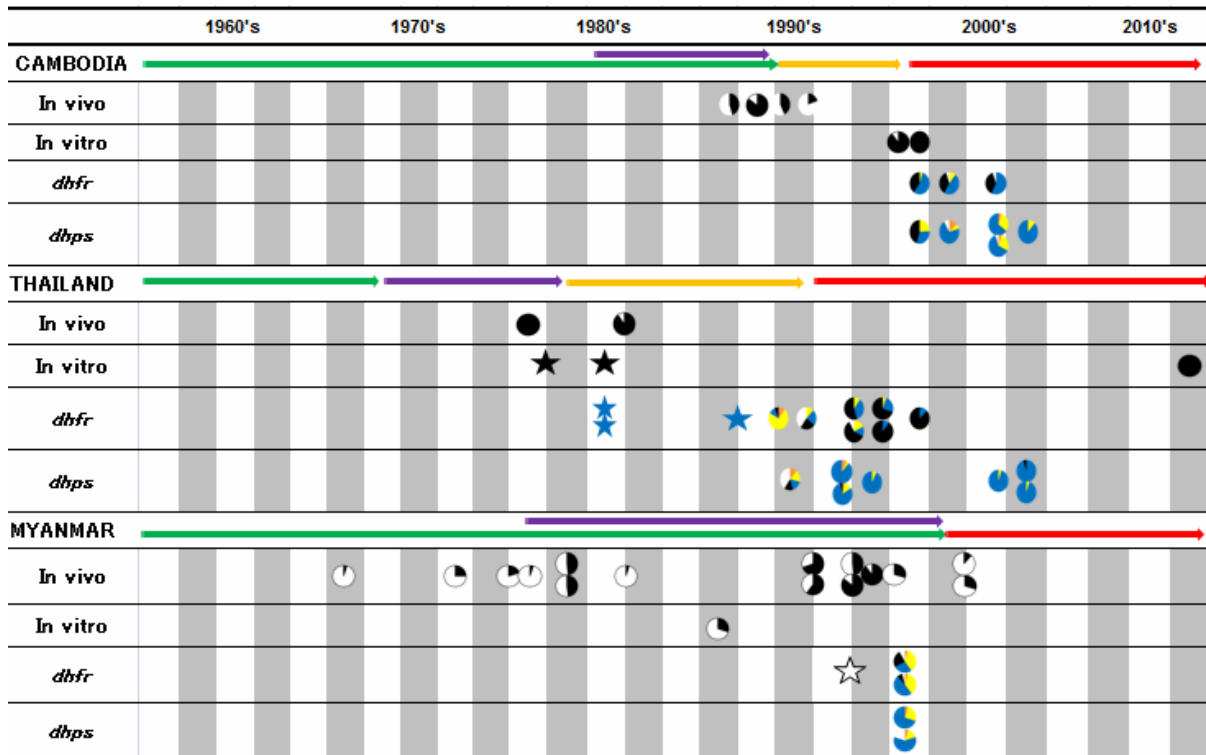 1960's 1970's 1980's 1990's 2000's 2010's
CAMBODIA
In vivo
In vitro
dhfr
dhps
THAILAND
In vivo
In vitro
dhfr
dhps
MYANMAR
In vivo
In vitro
dhfr
dhps